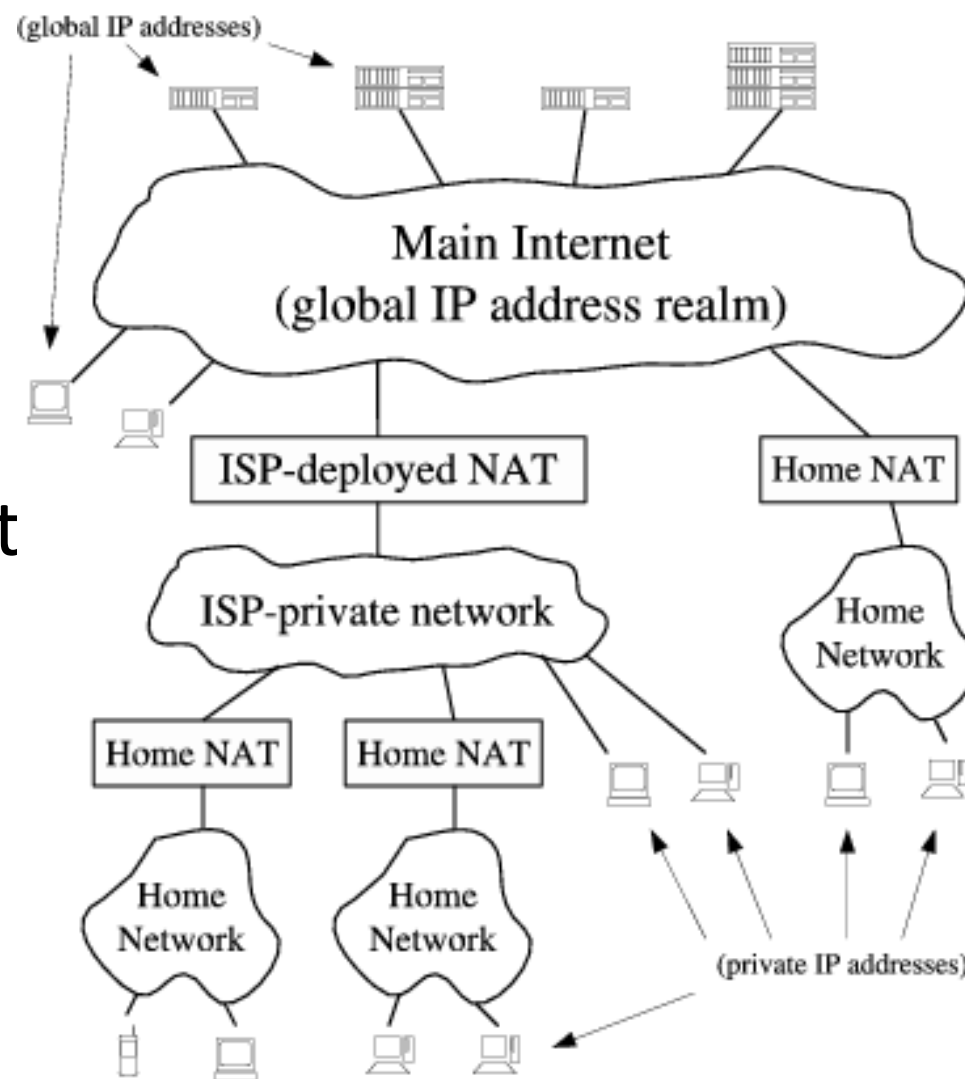 (global IP addresses)
Main Internet
(global IP address realm)
ISP-deployed NAT
Home NAT
t
ISP-private network
Home
Network
Home NAT
Home NAT
Home
Network
Home
Network
(private IP addresses)